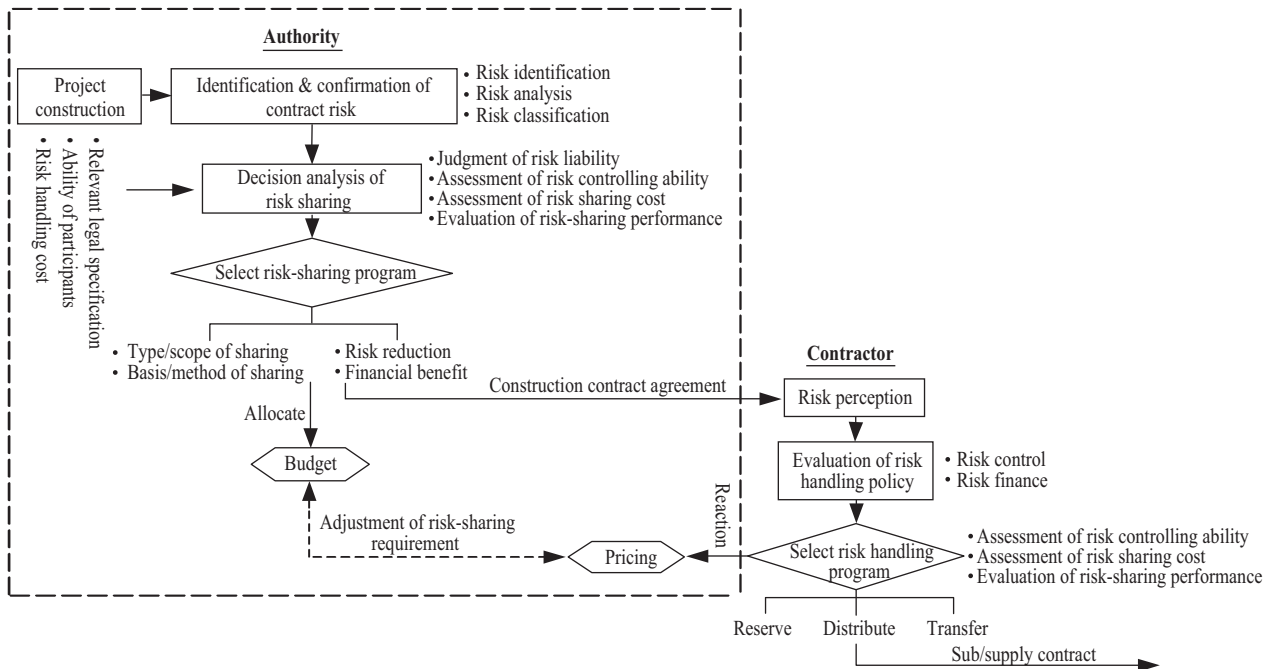 Authority
Project
construction
Identification & confirmation of
contract risk
• Risk identification
• Risk analysis
• Risk classification
• Relevant legal specification
• Ability of participants
• Risk handling cost
Decision analysis of
risk sharing
•Judgment of risk liability
•Assessment of risk controlling ability
•Assessment of risk sharing cost
•Evaluation of risk-sharing performance
Select risk-sharing program
• Type/scope of sharing
• Basis/method of sharing
• Risk reduction
• Financial benefit
Construction contract agreement
Allocate
Budget
Adjustment of risk-sharing
requirement
Pricing
Reaction
Contractor
Risk perception
Evaluation of risk
handling policy
• Risk control
• Risk finance
Select risk handling
program
•Assessment of risk controlling ability
•Assessment of risk sharing cost
•Evaluation of risk-sharing performance
Reserve
Distribute
Transfer
Sub/supply contract